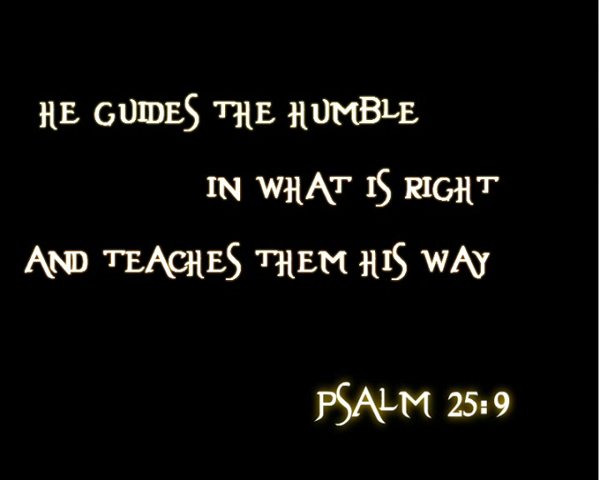 HE GUIDES THE HUMBLE
IN WHAT IS RIGHT
AND TEACHES THEM HIS WAY
PSALM 25:9